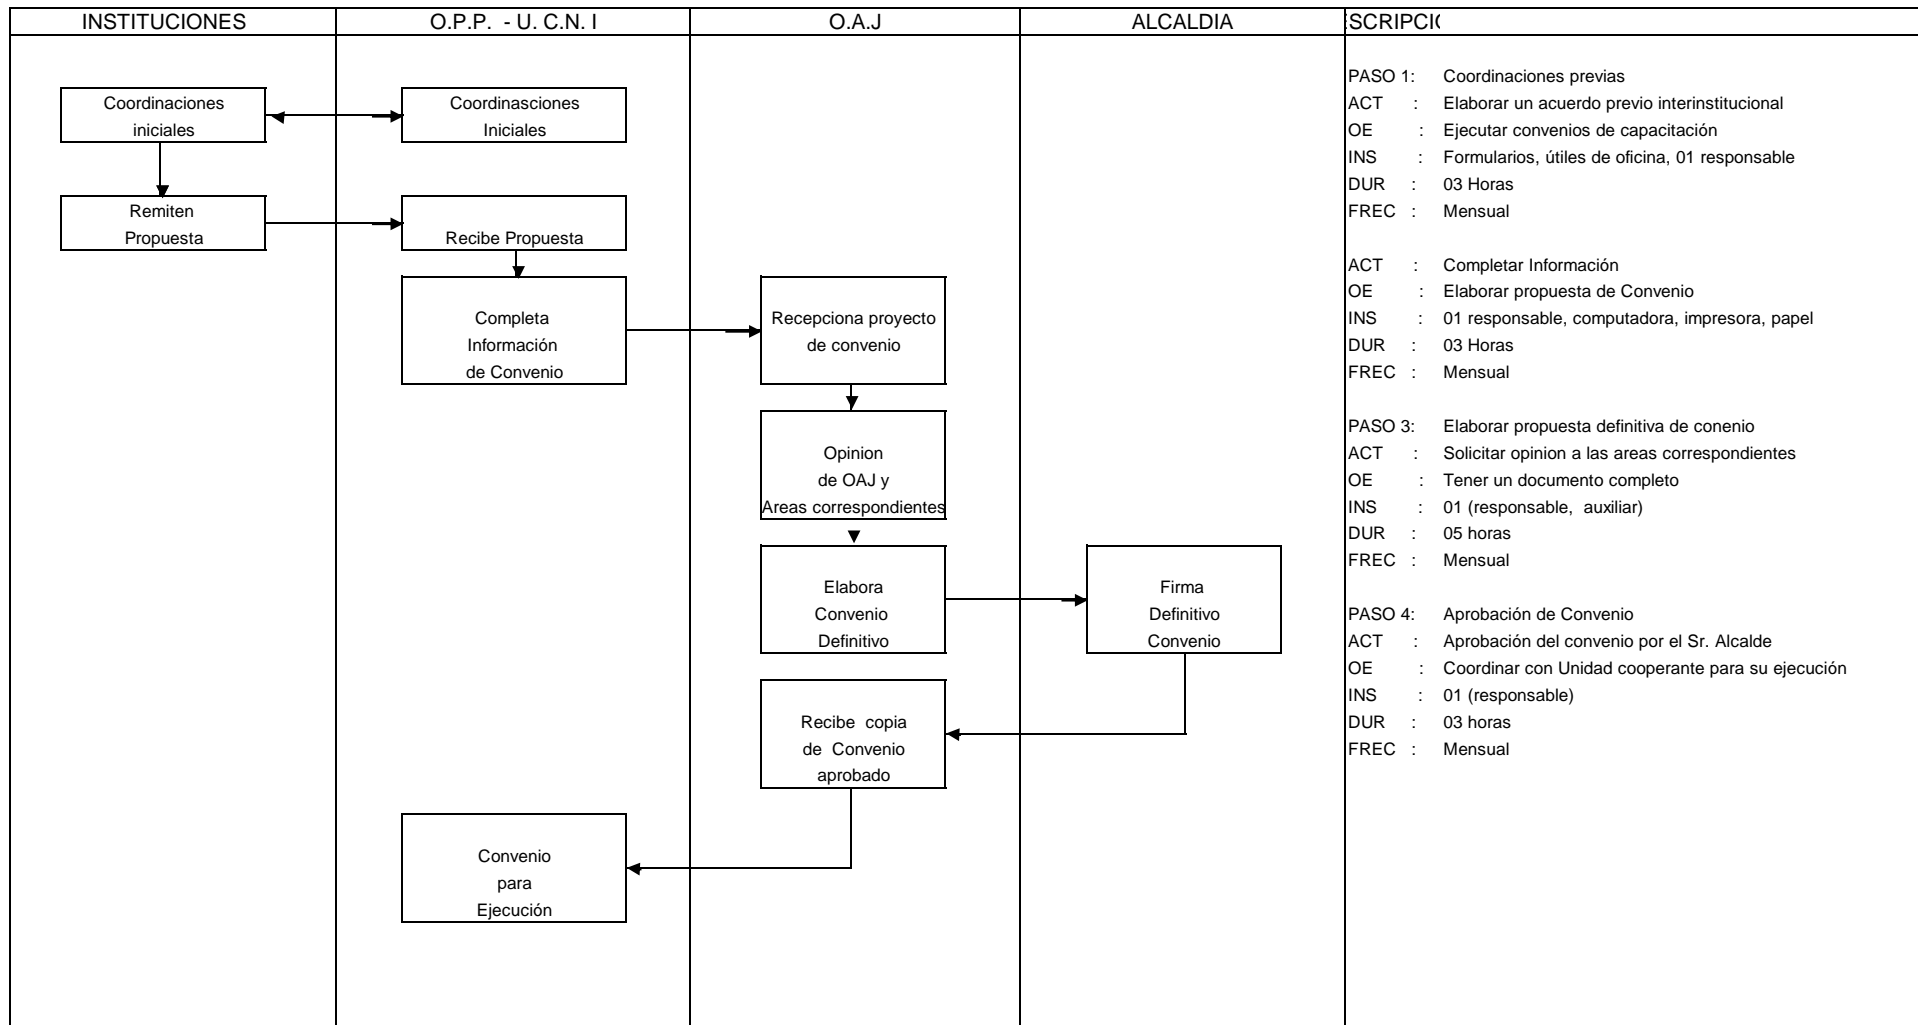 INSTITUCIONES
O.P.P. - U. C.N. I
O.A.J
ALCALDIA
SCRIPCI
Coordinaciones
iniciales
Coordinasciones
Iniciales
Remiten
Propuesta
Recibe Propuesta
Completa
Información
de Convenio
Recepciona proyecto
de convenio
Opinion
de OAJ y
Areas correspondientes
Elabora
Convenio
Definitivo
Firma
Definitivo
Convenio
Recibe copia
de Convenio
aprobado
Convenio
para
Ejecución
PASO 1: Coordinaciones previas
ACT : Elaborar un acuerdo previo interinstitucional
OE : Ejecutar convenios de capacitación
INS : Formularios, útiles de oficina, 01 responsable
DUR : 03 Horas
FREC : Mensual
ACT : Completar Información
OE : Elaborar propuesta de Convenio
INS : 01 responsable, computadora, impresora, papel
DUR : 03 Horas
FREC : Mensual
PASO 3: Elaborar propuesta definitiva de conenio
ACT : Solicitar opinion a las areas correspondientes
OE : Tener un documento completo
INS : 01 (responsable, auxiliar)
DUR : 05 horas
FREC : Mensual
PASO 4: Aprobación de Convenio
ACT : Aprobación del convenio por el Sr. Alcalde
OE : Coordinar con Unidad cooperante para su ejecución
INS : 01 (responsable)
DUR : 03 horas
FREC : Mensual